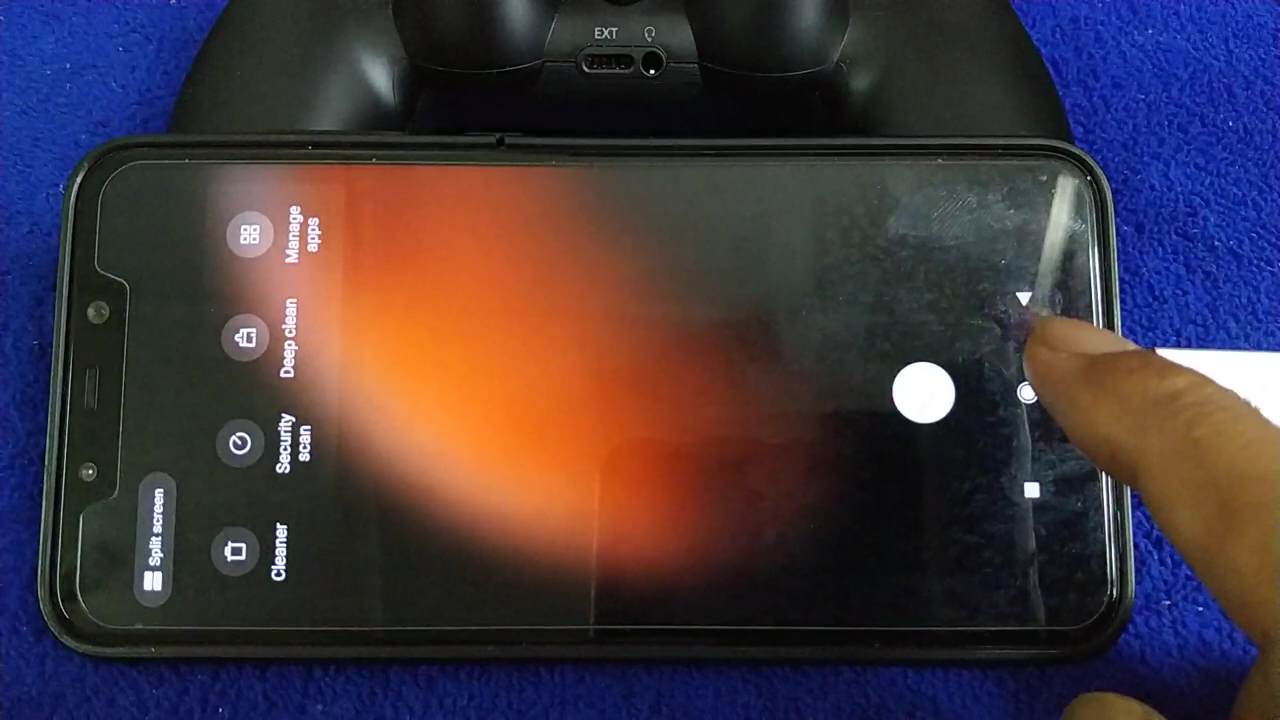 EXT
Split screen
Cleaner
Security
scan
Deep clean
Manage
apps